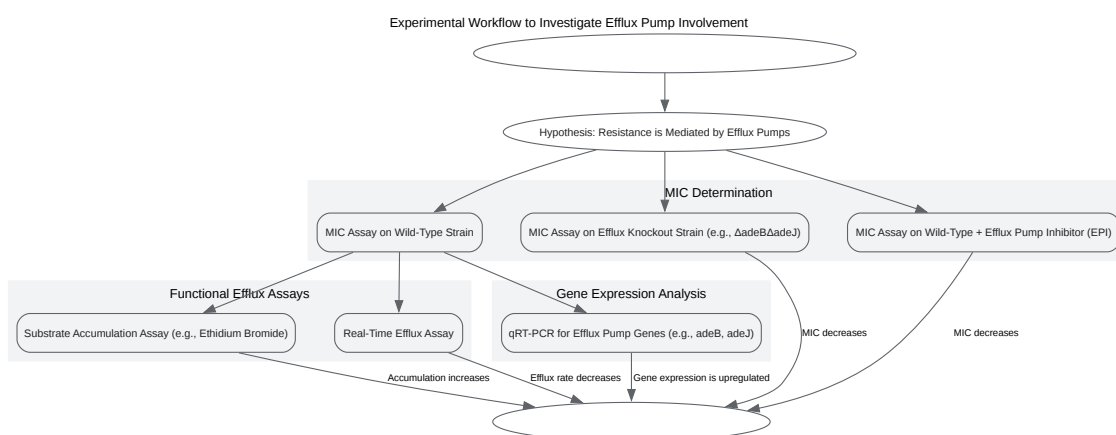 Experimental Workflow to Investigate Efflux Pump Involvement
Hypothesis: Resistance is Mediated by Efflux Pumps
MIC Determination
MIC Assay on Wild-Type Strain
MIC Assay on Efflux Knockout Strain (e.g., ΔadeBΔadeJ)
MIC Assay on Wild-Type + Efflux Pump Inhibitor (EPI)
Functional Efflux Assays
Gene Expression Analysis
Substrate Accumulation Assay (e.g., Ethidium Bromide)
Real-Time Efflux Assay
qRT-PCR for Efflux Pump Genes (e.g., adeB, adeJ)
MIC decreases
MIC decreases
Accumulation increases
Efflux rate decreases
Gene expression is upregulated